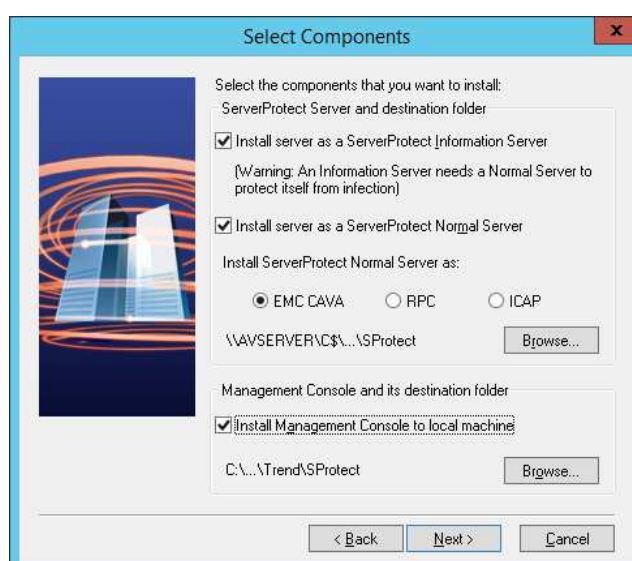 Select Components
x
Select the components that you want to install:
ServerProtect Server and destination folder
Install server as a ServerProtect Information Server
(Warning: An Information Server needs a Normal Server to
protect itself from infection)
Install server as a ServerProtect Normal Server
Install ServerProtect Normal Server as:
EMC CAVA RPC ICAP
\\AVSERVER\C$\...\SProtect Browse...
Management Console and its destination folder
Install Management Console to local machine
C:\...\Trend\SProtect Browse...
< Back Next > Cancel